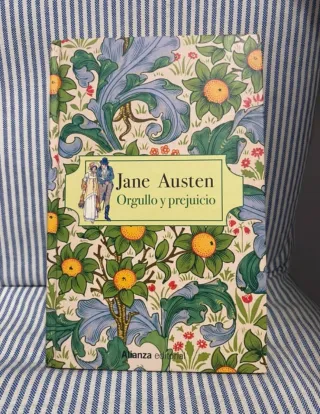 Jane Austen
Orgullo y prejuicio
Alianza editorial